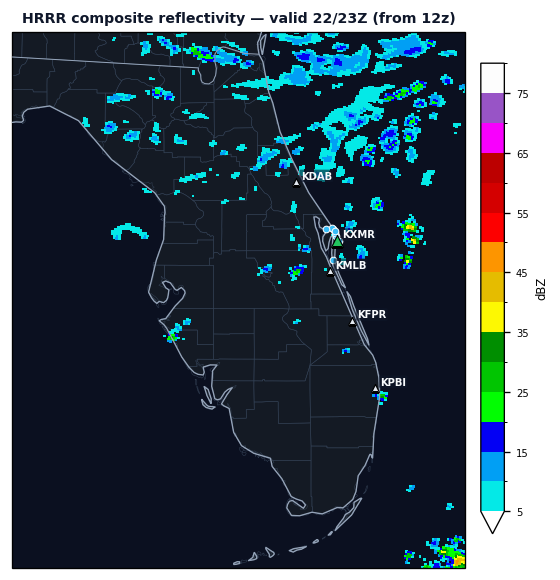 HRRR composite reflectivity — valid 22/23Z (from 12z)
KDAB
KXMR
KMLB
KFPR
KPBI
75
65
55
45
35
25
15
5
dBZ